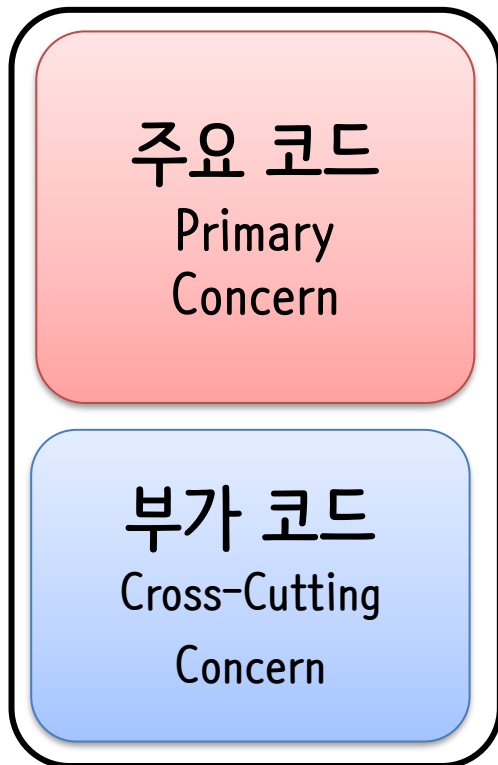 주요 코드
Primary
Concern
부가 코드
Cross-Cutting
Concern